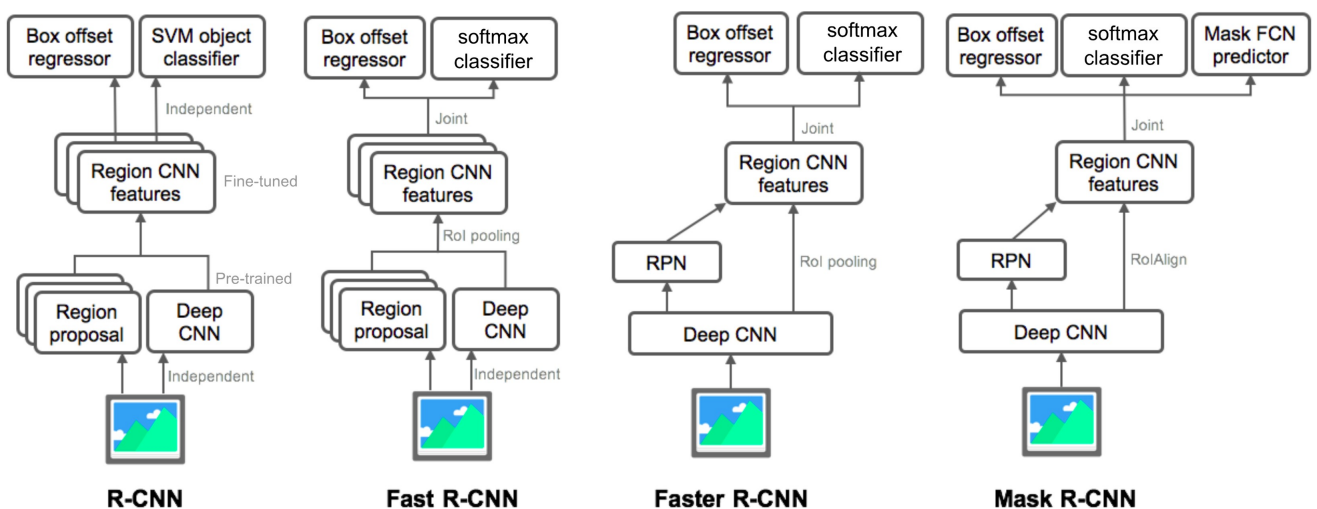 Box offset
regressor
SVM object
classifier
Independent
Region CNN
features
Fine-tuned
Pre-trained
Region
proposal
Deep
CNN
Independent
R-CNN
Box offset
regressor
softmax
classifier
Joint
Region CNN
features
RoI pooling
Region
proposal
Deep
CNN
Independent
Fast R-CNN
Box offset
regressor
softmax
classifier
Joint
Region CNN
features
RPN
RoI pooling
Deep CNN
Faster R-CNN
Box offset
regressor
softmax
classifier
Mask FCN
predictor
Joint
Region CNN
features
RPN
RoIAlign
Deep CNN
Mask R-CNN